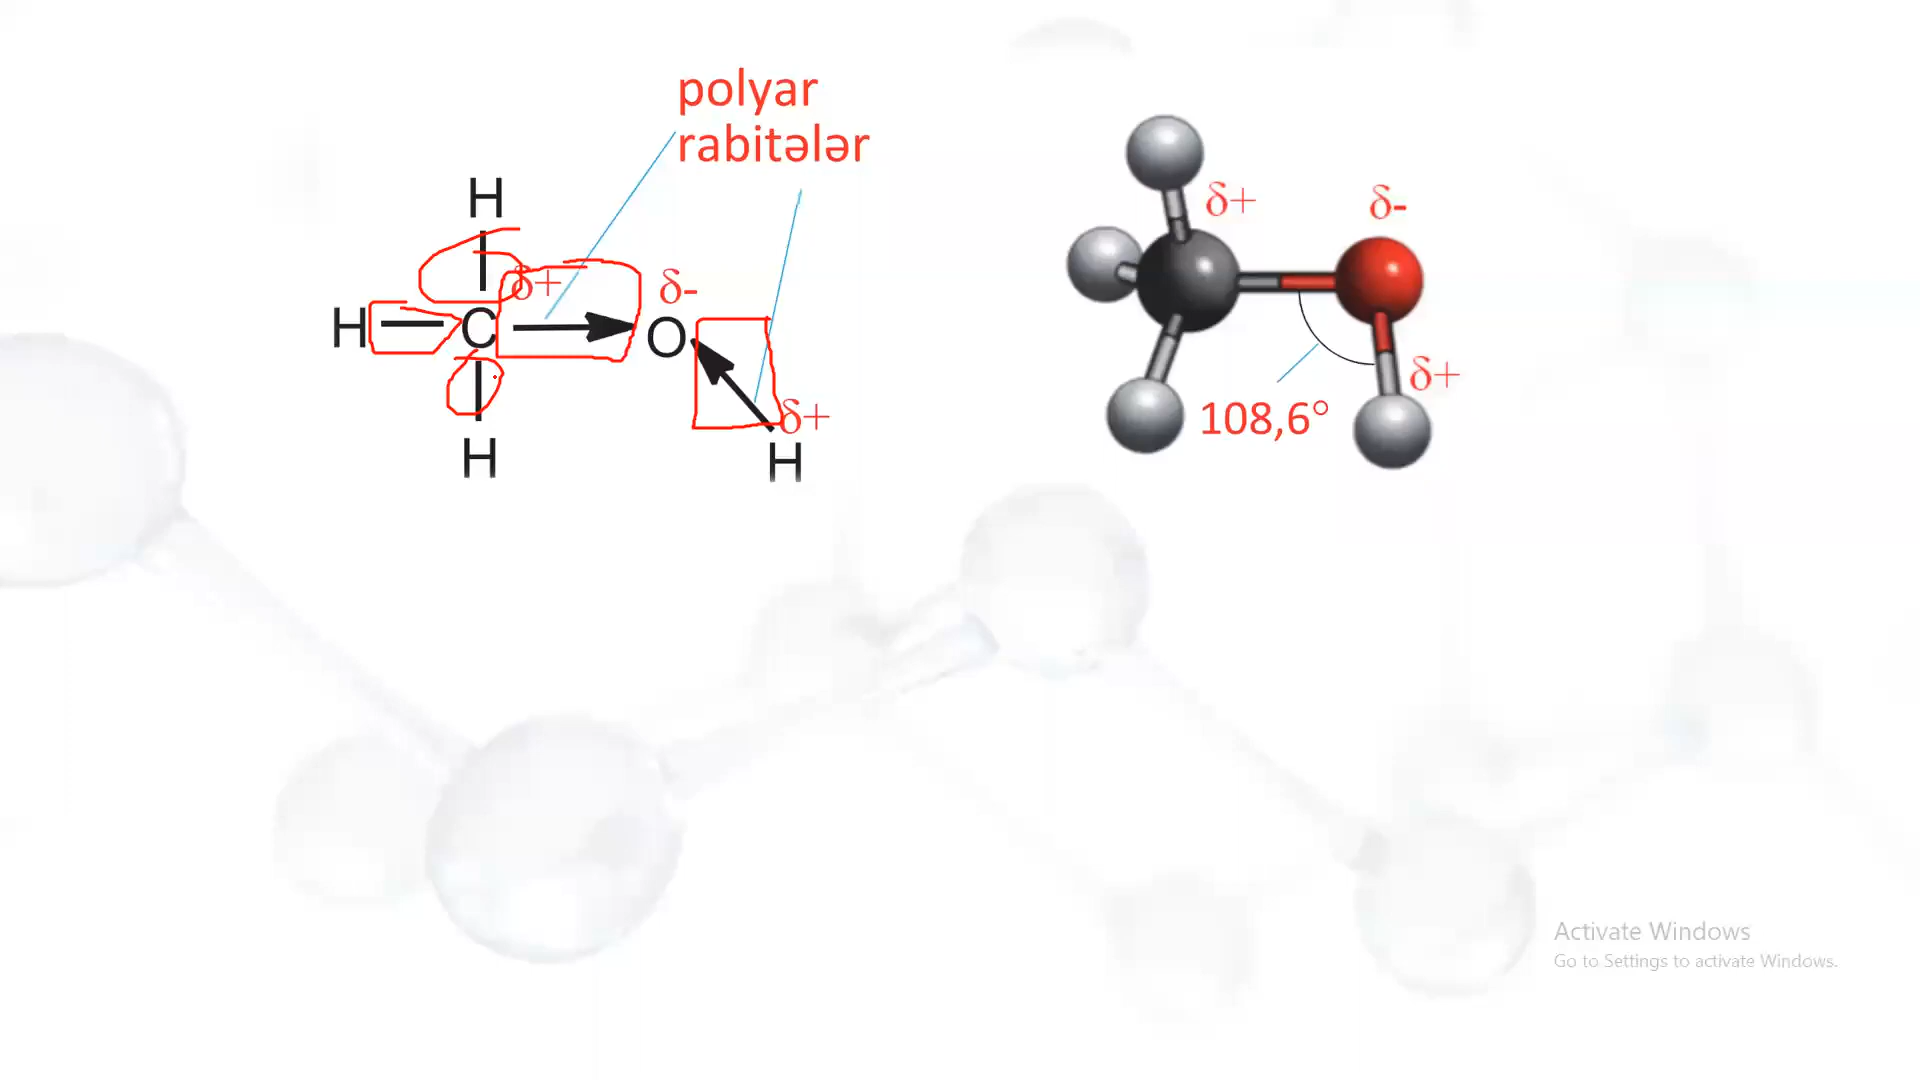 polyar
rabitələr
H
δ+
δ-
H
C
O
δ+
H
H
δ+
δ-
δ+
108,6°
Activate Windows
Go to Settings to activate Windows.